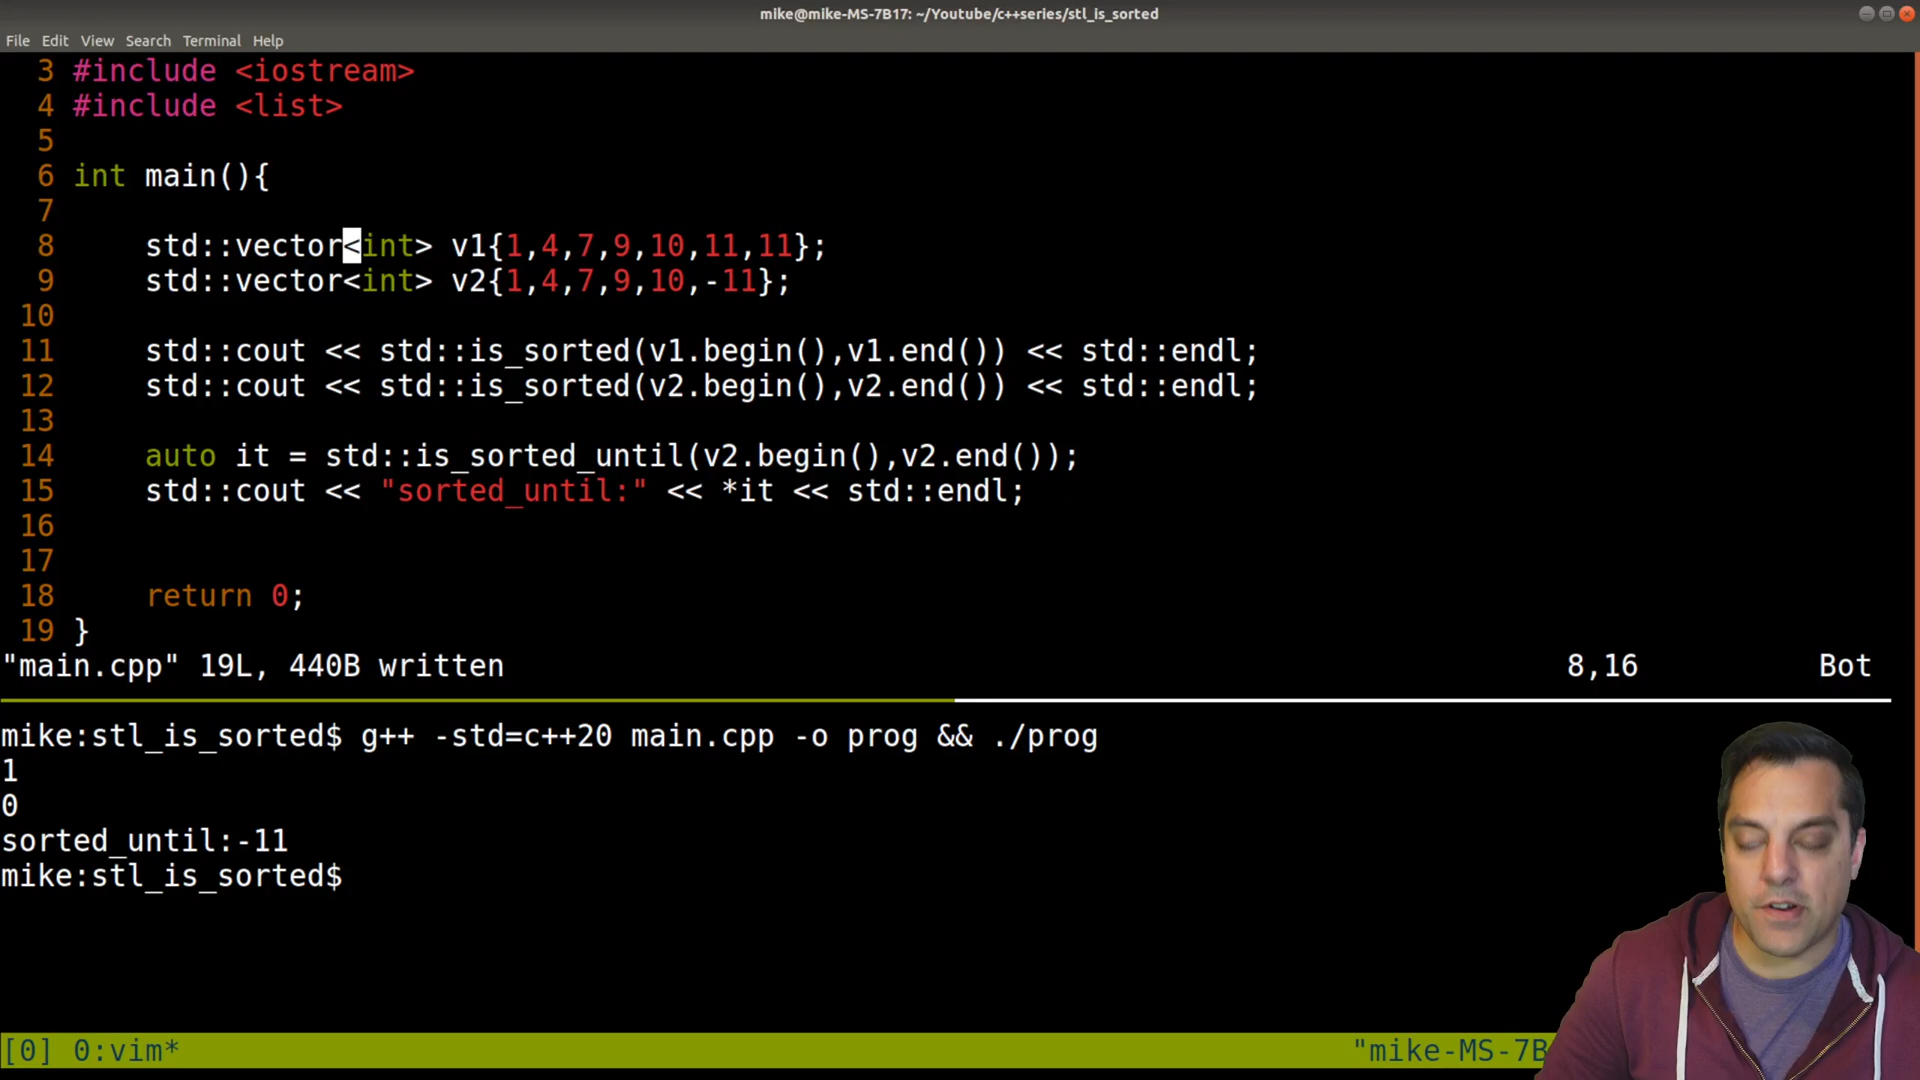 mike@mike-MS-7B17: ~/Youtube/c++series/stl_is_sorted
File Edit View Search Terminal Help
3 #include <iostream>
4 #include <list>
5
6 int main(){
7
8 std::vector<int> v1{1,4,7,9,10,11,11};
9 std::vector<int> v2{1,4,7,9,10,-11};
10
11 std::cout << std::is_sorted(v1.begin(),v1.end()) << std::endl;
12 std::cout << std::is_sorted(v2.begin(),v2.end()) << std::endl;
13
14 auto it = std::is_sorted_until(v2.begin(),v2.end());
15 std::cout << "sorted_until:" << *it << std::endl;
16
17
18 return 0;
19 }
"main.cpp" 19L, 440B written 8,16 Bot
mike:stl_is_sorted$ g++ -std=c++20 main.cpp -o prog && ./prog
1
0
sorted_until:-11
mike:stl_is_sorted$
[0] 0:vim* "mike-MS-7B